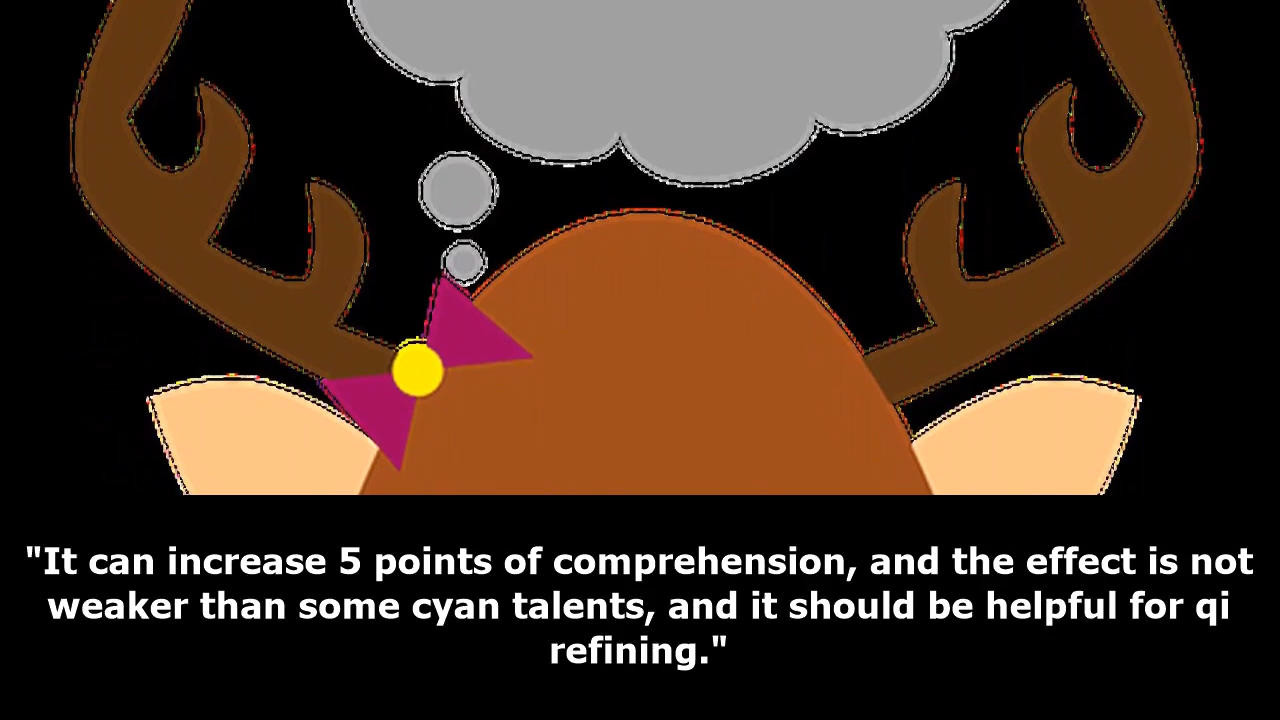 "It can increase 5 points of comprehension, and the effect is not
weaker than some cyan talents, and it should be helpful for qi
refining."